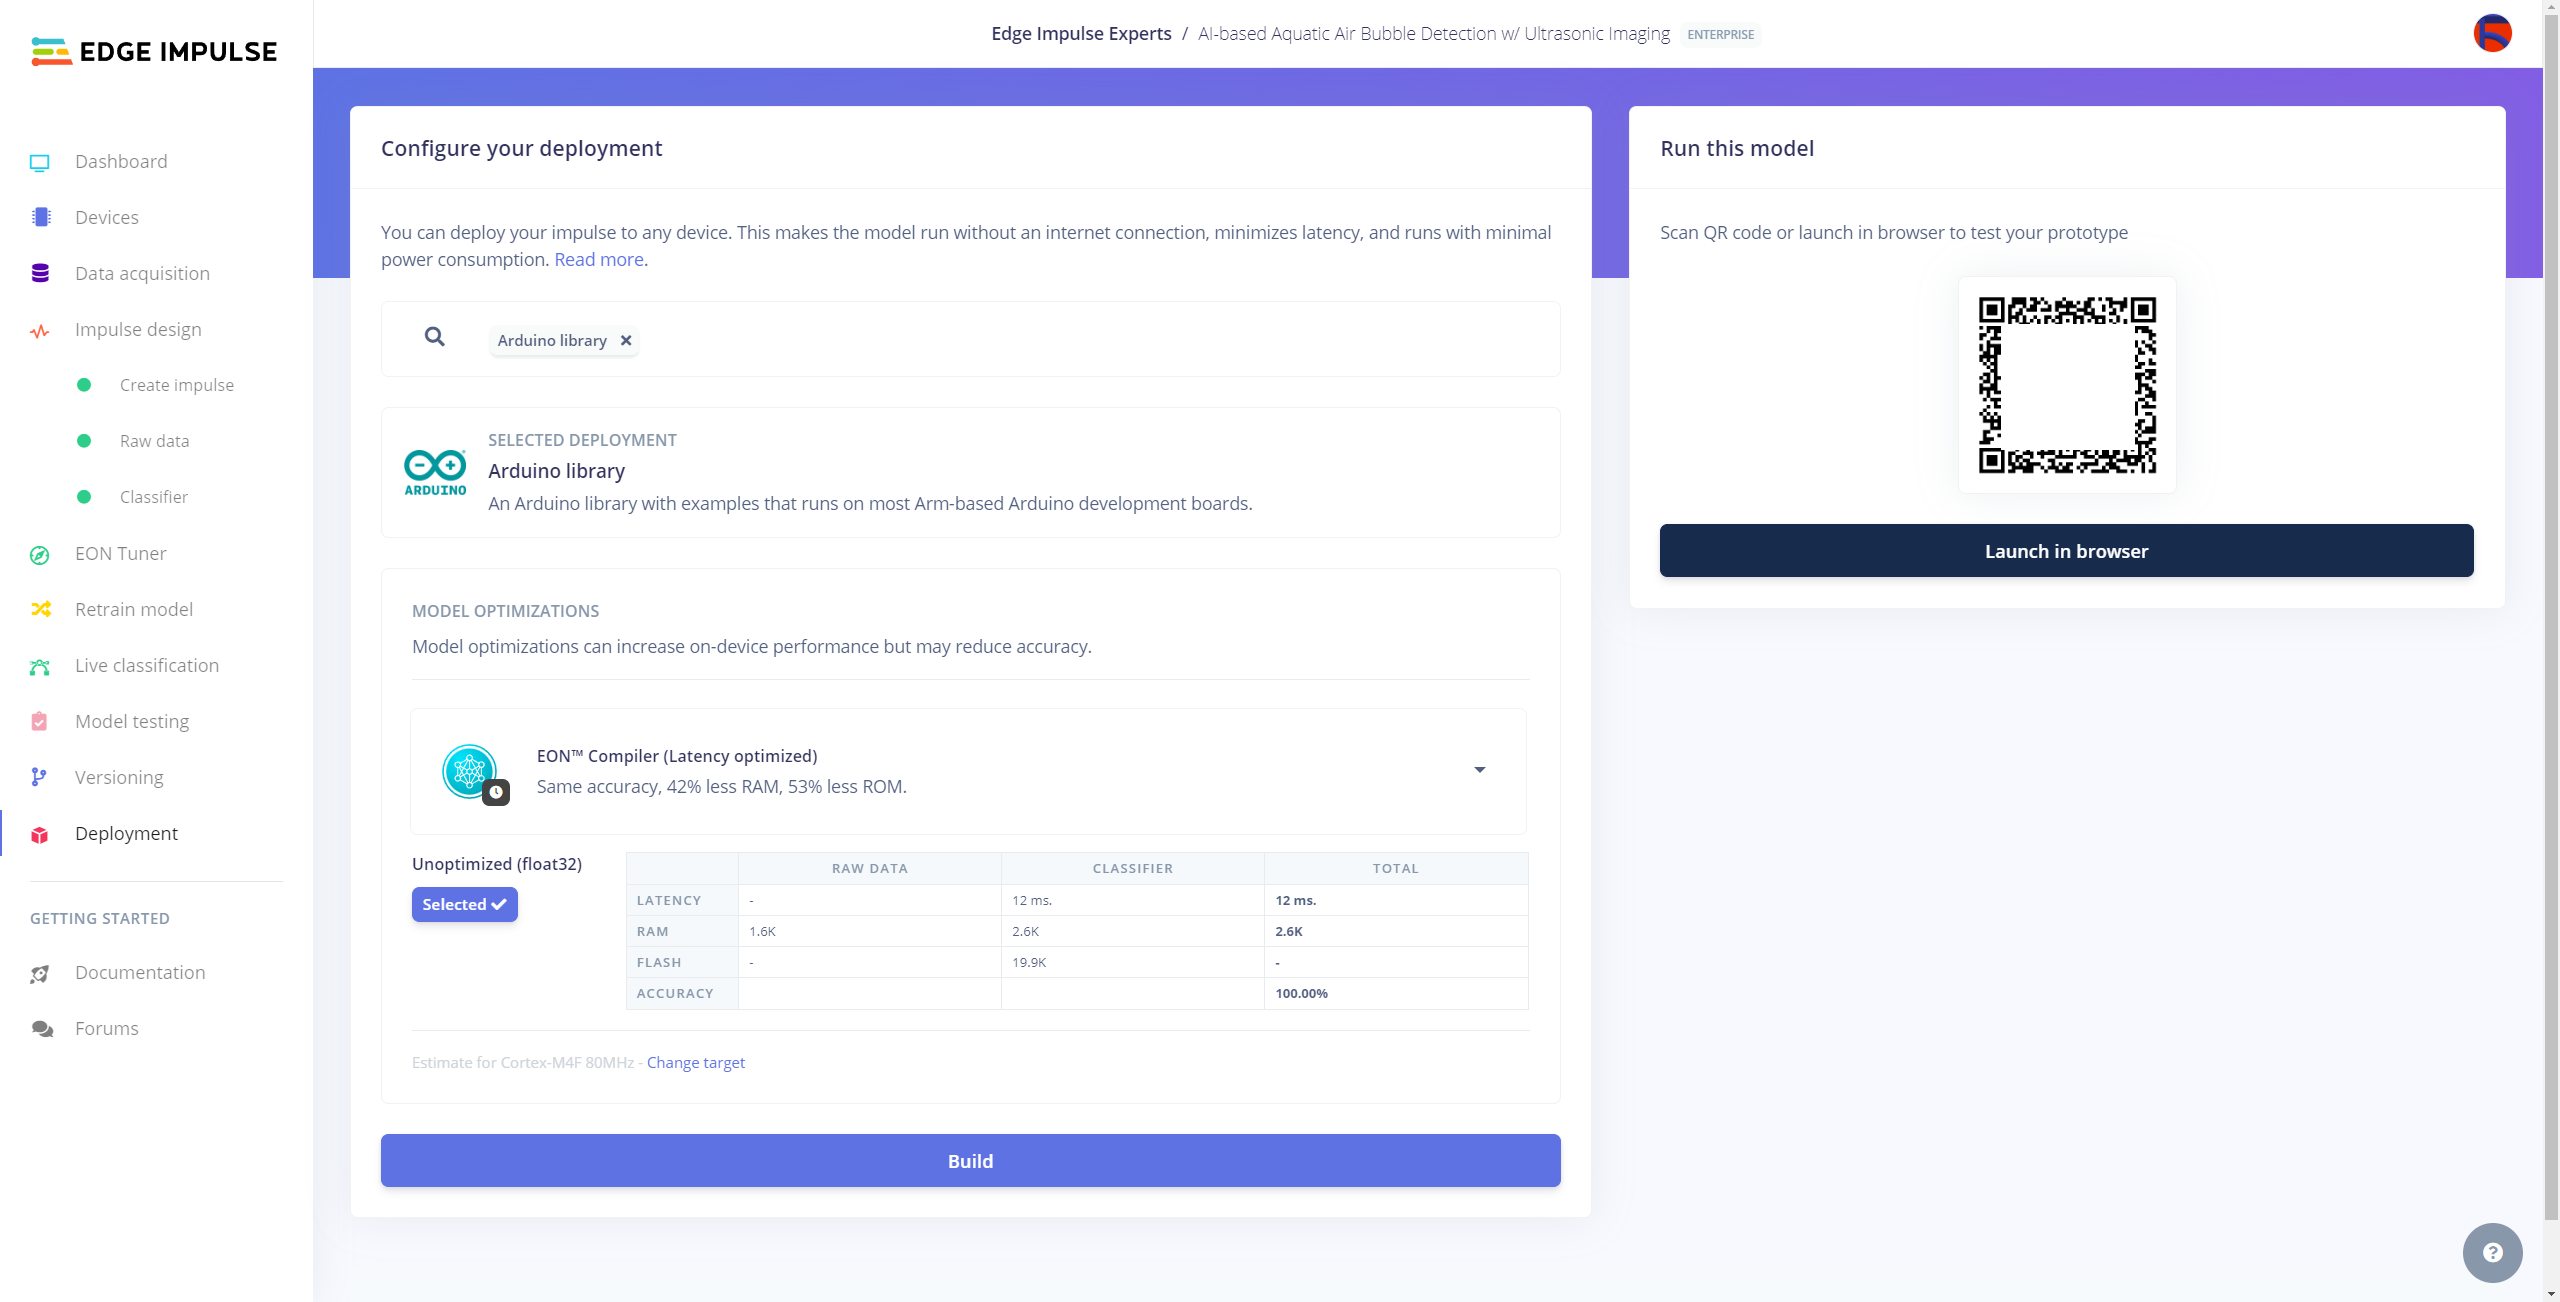 EDGE IMPULSE
Edge Impulse Experts / AI-based Aquatic Air Bubble Detection w/ Ultrasonic Imaging ENTERPRISE
Dashboard
Devices
Data acquisition
Impulse design
Create impulse
Raw data
Classifier
EON Tuner
Retrain model
Live classification
Model testing
Versioning
Deployment
GETTING STARTED
Documentation
Forums
Configure your deployment
You can deploy your impulse to any device. This makes the model run without an internet connection, minimizes latency, and runs with minimal
power consumption. Read more.
Arduino library
ARDUINO
SELECTED DEPLOYMENT
Arduino library
An Arduino library with examples that runs on most Arm-based Arduino development boards.
MODEL OPTIMIZATIONS
Model optimizations can increase on-device performance but may reduce accuracy.
EON™ Compiler (Latency optimized)
Same accuracy, 42% less RAM, 53% less ROM.
Unoptimized (float32)
Selected
RAW DATA CLASSIFIER TOTAL
LATENCY - 12 ms. 12 ms.
RAM 1.6K 2.6K 2.6K
FLASH - 19.9K -
ACCURACY 100.00%
Estimate for Cortex-M4F 80MHz - Change target
Build
Run this model
Scan QR code or launch in browser to test your prototype
Launch in browser